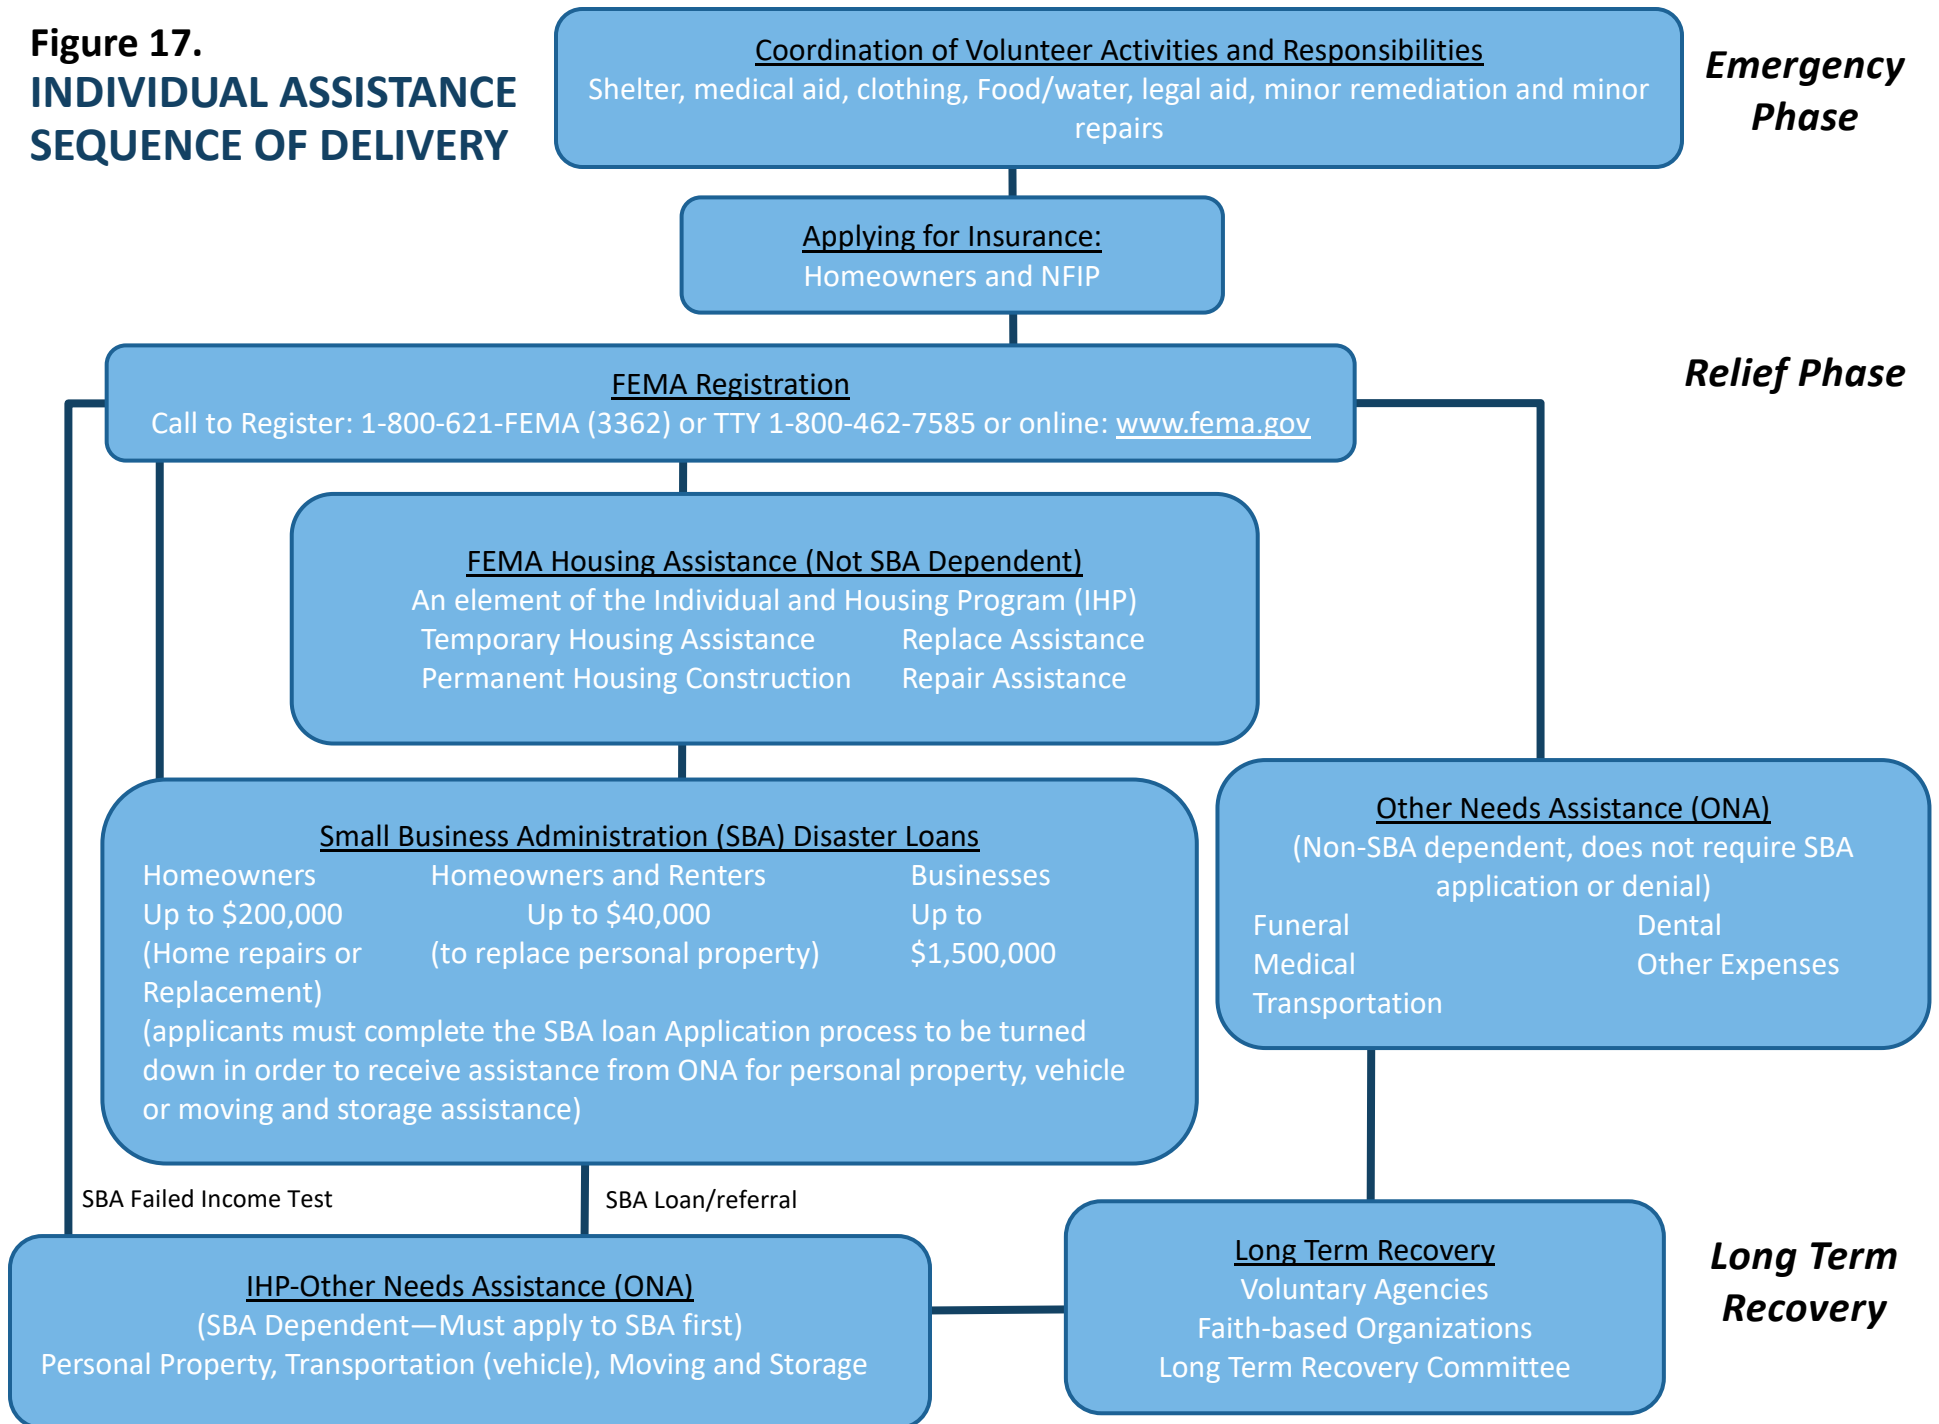 Figure 17.
INDIVIDUAL ASSISTANCE
SEQUENCE OF DELIVERY
Coordination of Volunteer Activities and Responsibilities
Shelter, medical aid, clothing, Food/water, legal aid, minor remediation and minor
repairs
Emergency
Phase
Applying for Insurance:
Homeowners and NFIP
Relief Phase
FEMA Registration
Call to Register: 1-800-621-FEMA (3362) or TTY 1-800-462-7585 or online: www.fema.gov
FEMA Housing Assistance (Not SBA Dependent)
An element of the Individual and Housing Program (IHP)
Temporary Housing Assistance Replace Assistance
Permanent Housing Construction Repair Assistance
Small Business Administration (SBA) Disaster Loans
Homeowners Homeowners and Renters Businesses
Up to $200,000 Up to $40,000 Up to
(Home repairs or (to replace personal property) $1,500,000
Replacement)
(applicants must complete the SBA loan Application process to be turned
down in order to receive assistance from ONA for personal property, vehicle
or moving and storage assistance)
Other Needs Assistance (ONA)
(Non-SBA dependent, does not require SBA
application or denial)
Funeral Dental
Medical Other Expenses
Transportation
SBA Failed Income Test
SBA Loan/referral
IHP-Other Needs Assistance (ONA)
(SBA Dependent—Must apply to SBA first)
Personal Property, Transportation (vehicle), Moving and Storage
Long Term Recovery
Voluntary Agencies
Faith-based Organizations
Long Term Recovery Committee
Long Term
Recovery